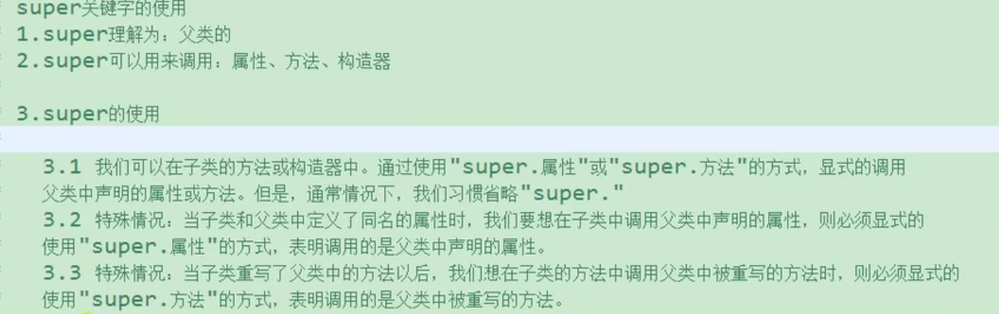 super关键字的使用
1.super理解为：父类的
2.super可以用来调用：属性、方法、构造器
3.super的使用
3.1 我们可以在子类的方法或构造器中。通过使用"super.属性"或"super.方法"的方式，显式的调用
父类中声明的属性或方法。但是，通常情况下，我们习惯省略"super."
3.2 特殊情况：当子类和父类中定义了同名的属性时，我们要想在子类中调用父类中声明的属性，则必须显式的
使用"super.属性"的方式，表明调用的是父类中声明的属性。
3.3 特殊情况：当子类重写了父类中的方法以后，我们想在子类的方法中调用父类中被重写的方法时，则必须显式的
使用"super.方法"的方式，表明调用的是父类中被重写的方法。